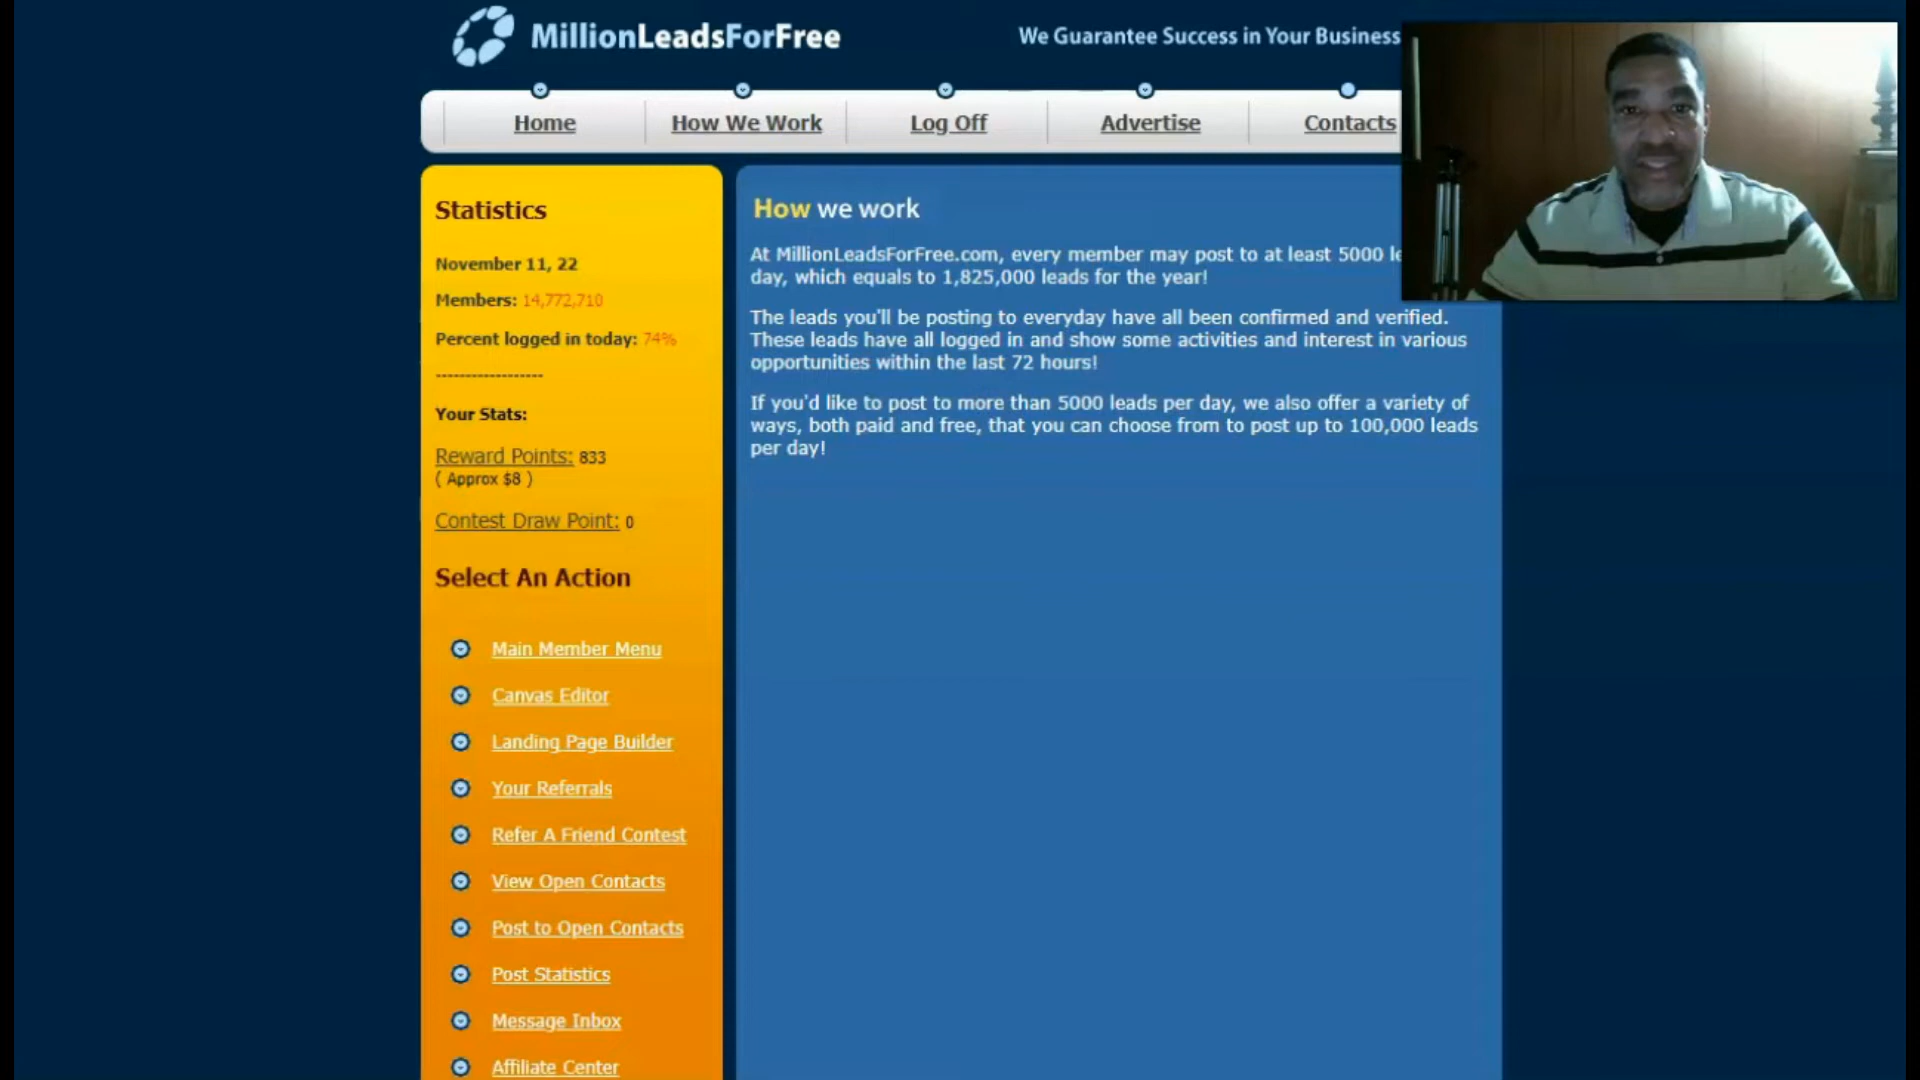 MillionLeadsForFree
We Guarantee Success in Your Business
Home
How We Work
Log Off
Advertise
Contacts
Statistics
November 11, 22
Members: 14,772,710
Percent logged in today: 74%
------------------
Your Stats:
Reward Points: 833
( Approx $8 )
Contest Draw Point: 0
Select An Action
Main Member Menu
Canvas Editor
Landing Page Builder
Your Referrals
Refer A Friend Contest
View Open Contacts
Post to Open Contacts
Post Statistics
Message Inbox
Affiliate Center
How we work
At MillionLeadsForFree.com, every member may post to at least 5000
day, which equals to 1,825,000 leads for the year!
The leads you'll be posting to everyday have all been confirmed and verified.
These leads have all logged in and show some activities and interest in various
opportunities within the last 72 hours!
If you'd like to post to more than 5000 leads per day, we also offer a variety of
ways, both paid and free, that you can choose from to post up to 100,000 leads
per day!